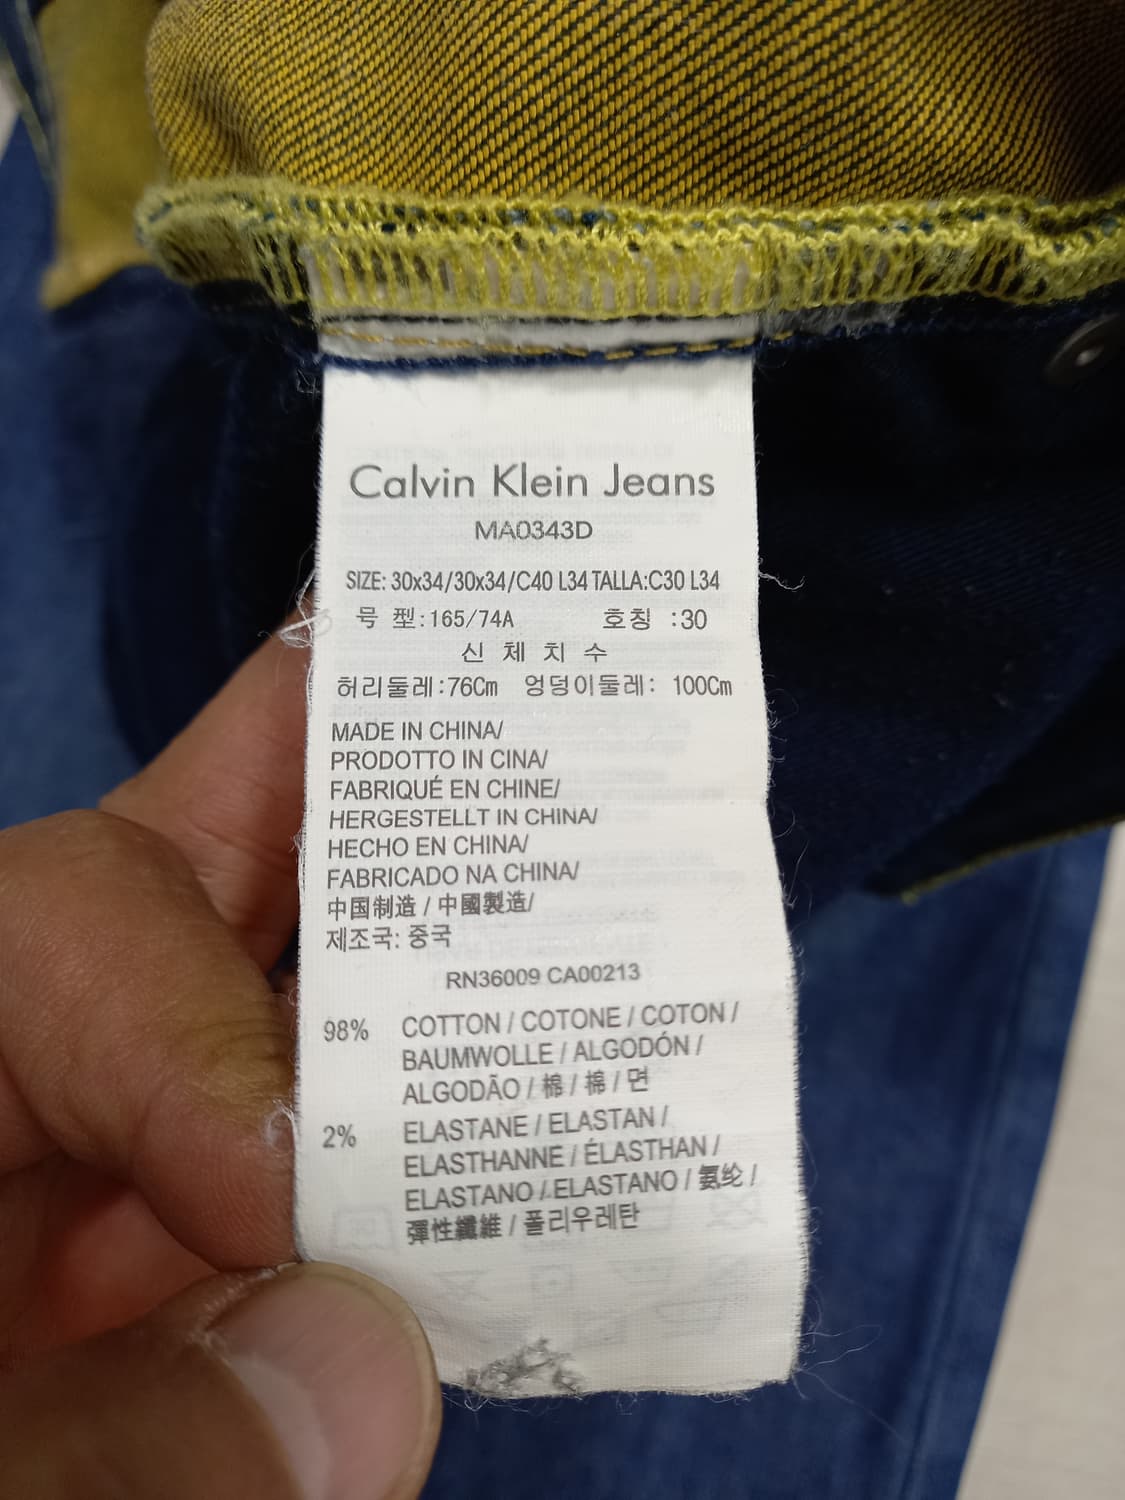 Calvin Klein Jeans
MA0343D
SIZE: 30x34/30x34/C40 L34 TALLA:C30 L34
号 型:165/74A 호칭 :30
신 체 치 수
허리둘레:76Cm 엉덩이둘레: 100Cm
MADE IN CHINA/
PRODOTTO IN CINA/
FABRIQUÉ EN CHINE/
HERGESTELLT IN CHINA/
HECHO EN CHINA/
FABRICADO NA CHINA/
中国制造 / 中國製造/
제조국: 중국
RN36009 CA00213
98% COTTON / COTONE / COTON /
BAUMWOLLE / ALGODÓN /
ALGODÃO / 棉 / 棉 / 면
2% ELASTANE / ELASTAN /
ELASTHANNE / ÉLASTHAN /
ELASTANO / ELASTANO / 氨纶 /
彈性纖維 / 폴리우레탄